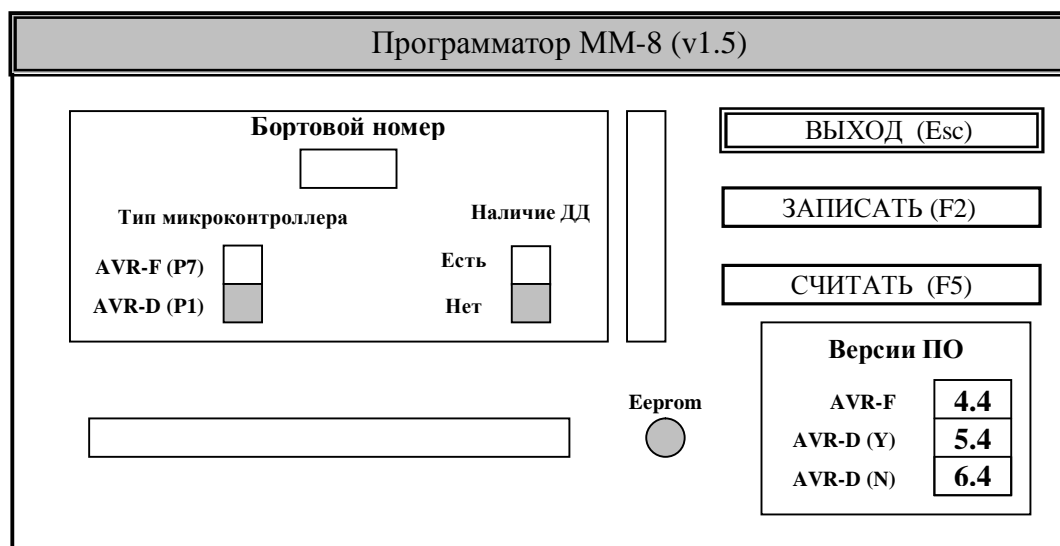 Программатор ММ-8 (v1.5)
Бортовой номер
Тип микроконтроллера
Наличие ДД
AVR-F (P7)
Есть
AVR-D (P1)
Нет
ВЫХОД (Esc)
ЗАПИСАТЬ (F2)
СЧИТАТЬ (F5)
Eeprom
Версии ПО
AVR-F 4.4
AVR-D (Y) 5.4
AVR-D (N) 6.4